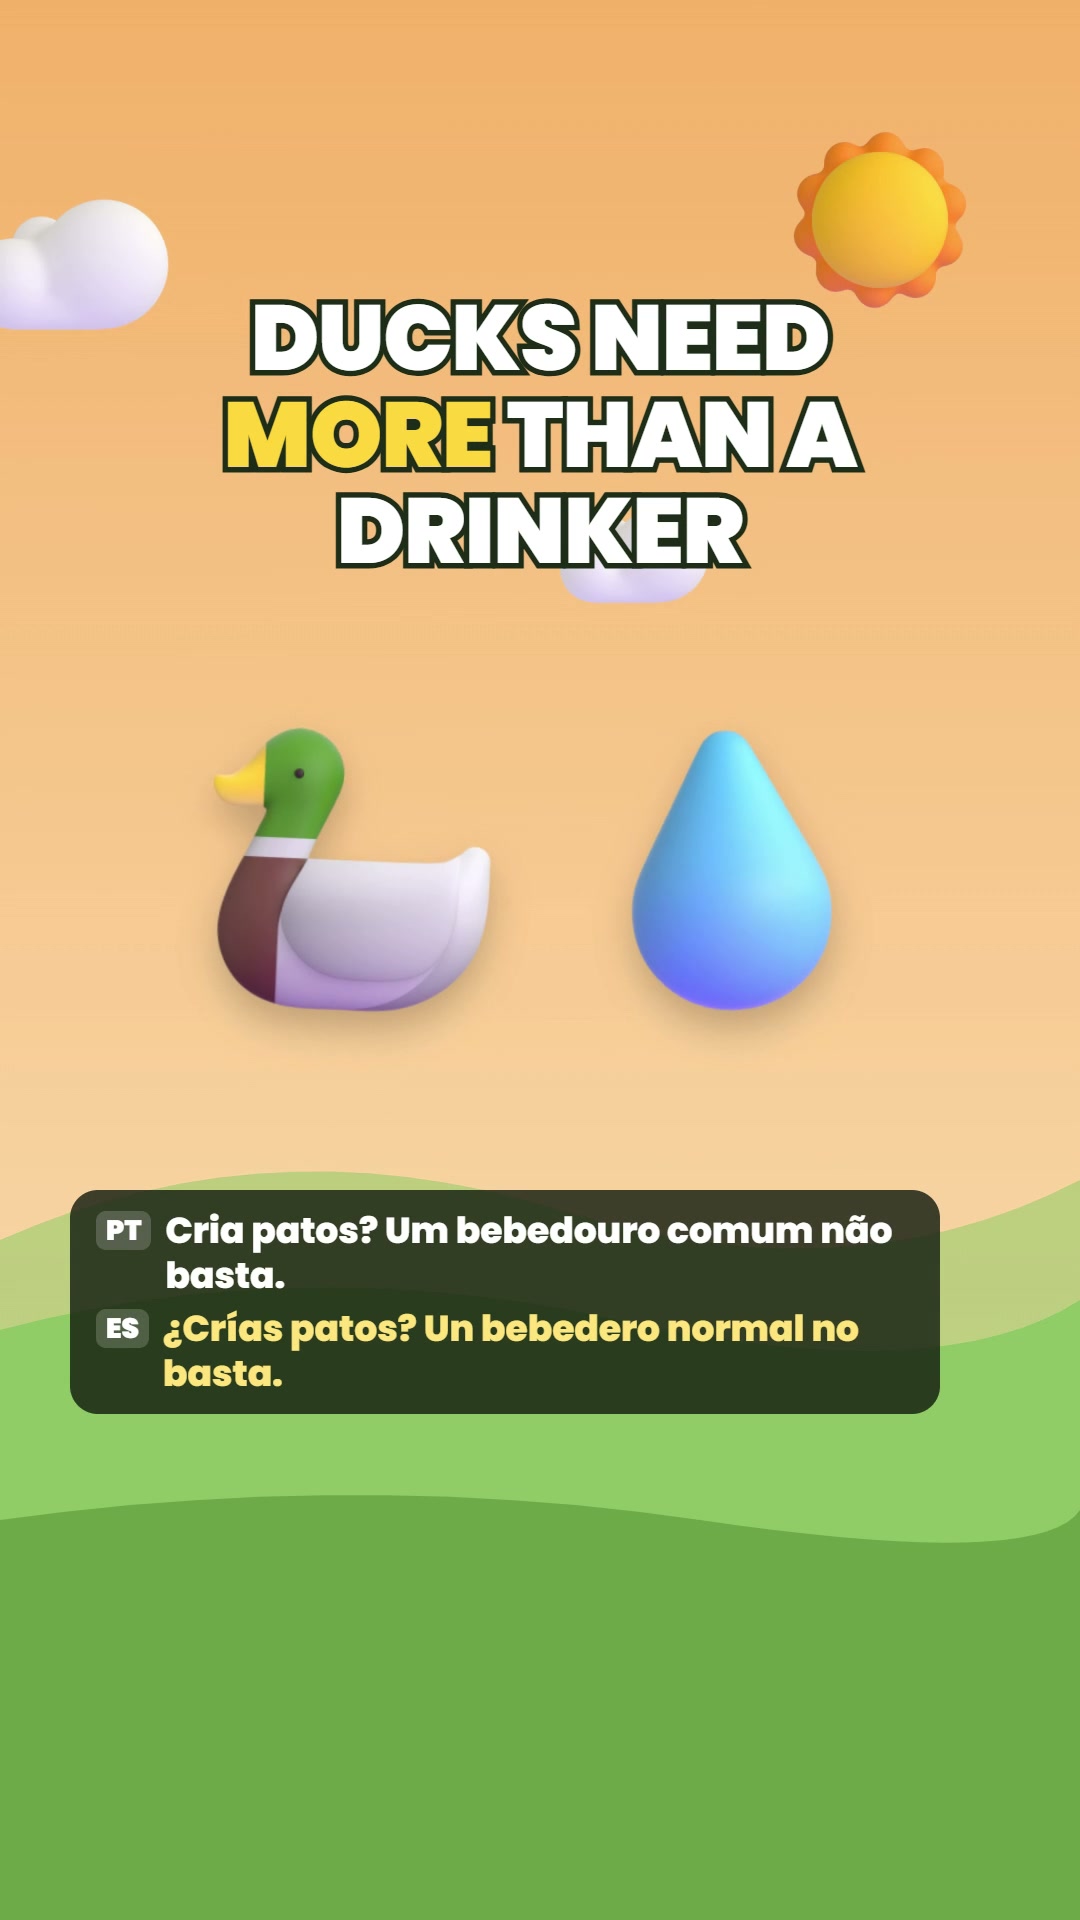 DUCKS NEED
MORE THAN A
DRINKER
PT Cria patos? Um bebedouro comum não
basta.
ES ¿Crías patos? Un bebedero normal no
basta.